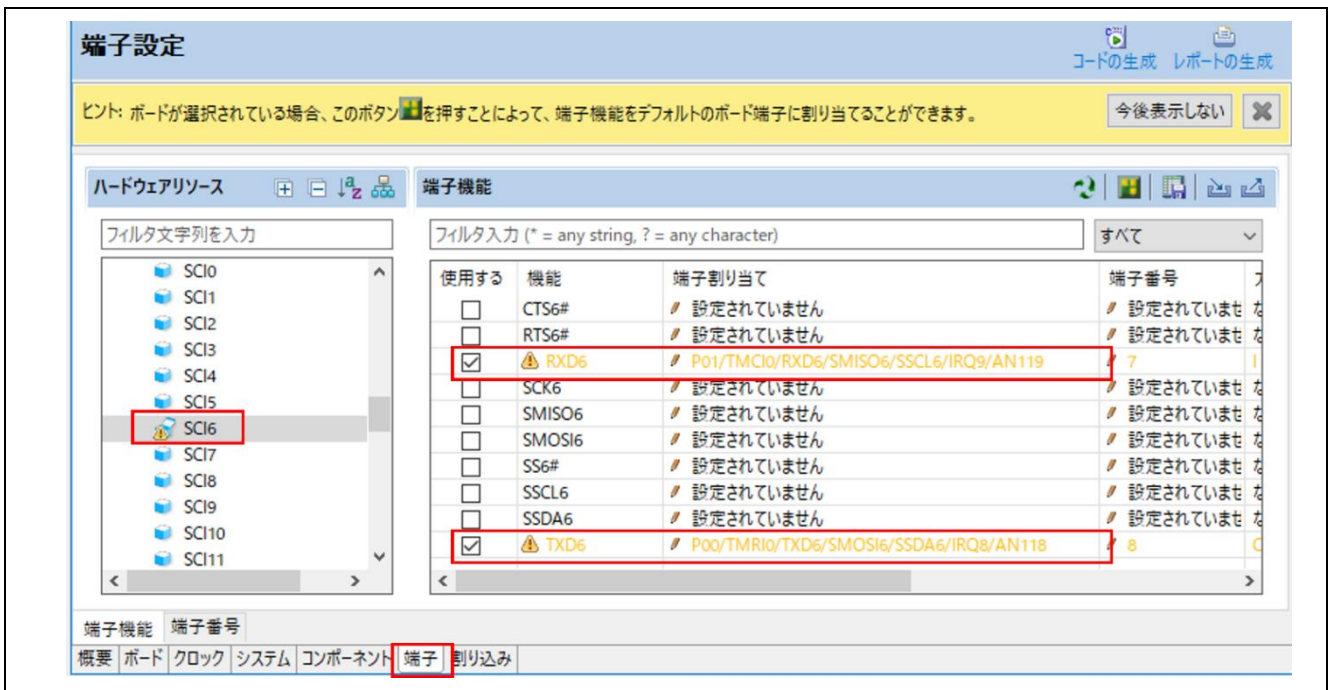 端子設定
コードの生成 レポートの生成
ヒント: ボードが選択されている場合、このボタンを押すことによって、端子機能をデフォルトのボード端子に割り当てることができます。
今後表示しない
ハードウェアリソース
端子機能
フィルタ文字列を入力
フィルタ入力 (* = any string, ? = any character)
すべて
SCI0
SCI1
SCI2
SCI3
SCI4
SCI5
SCI6
SCI7
SCI8
SCI9
SCI10
SCI11
使用する 機能 端子割り当て 端子番号
CTS6# 設定されていません 設定されていませ な
RTS6# 設定されていません 設定されていませ な
RXD6 P01/TMCI0/RXD6/SMISO6/SSCL6/IRQ9/AN119 7 I
SCK6 設定されていません 設定されていませ な
SMISO6 設定されていません 設定されていませ な
SMOSI6 設定されていません 設定されていませ な
SS6# 設定されていません 設定されていませ な
SSCL6 設定されていません 設定されていませ な
SSDA6 設定されていません 設定されていませ な
TXD6 P00/TMRI0/TXD6/SMOSI6/SSDA6/IRQ8/AN118 8
端子機能 端子番号
概要 ボード クロック システム コンポーネント 端子 割り込み